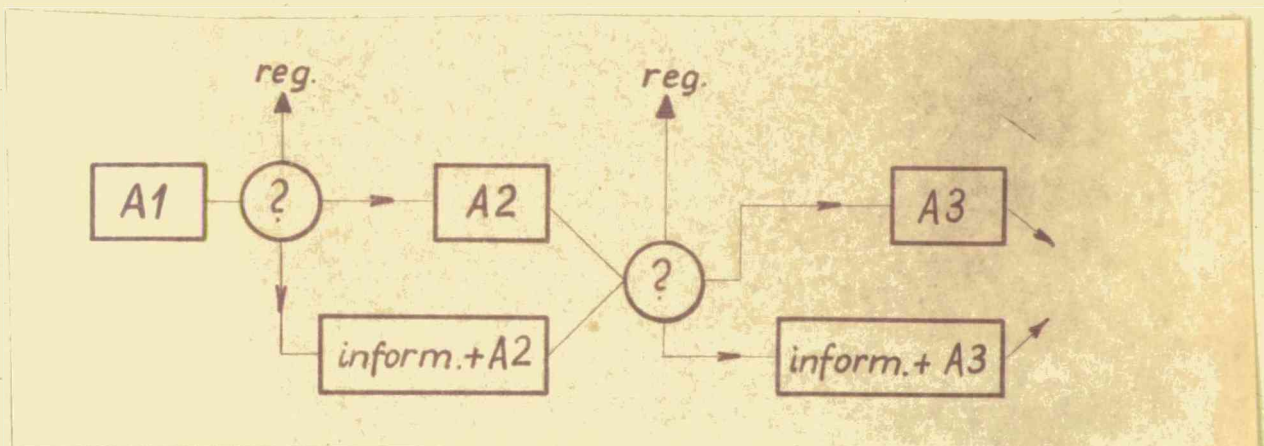 reg.
reg.
A1
?
A2
?
A3
inform.+A2
inform.+ A3